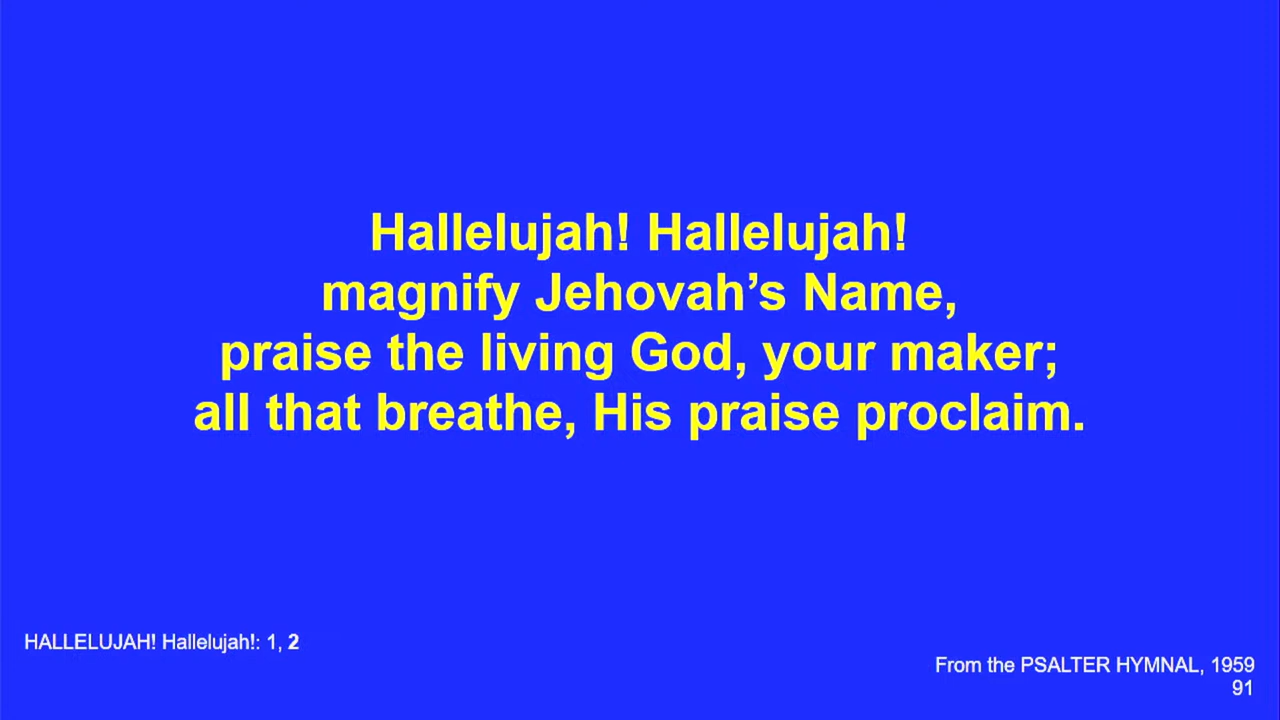 Hallelujah! Hallelujah!
magnify Jehovah’s Name,
praise the living God, your maker;
all that breathe, His praise proclaim.
HALLELUJAH! Hallelujah!: 1, 2
From the PSALTER HYMNAL, 1959
91